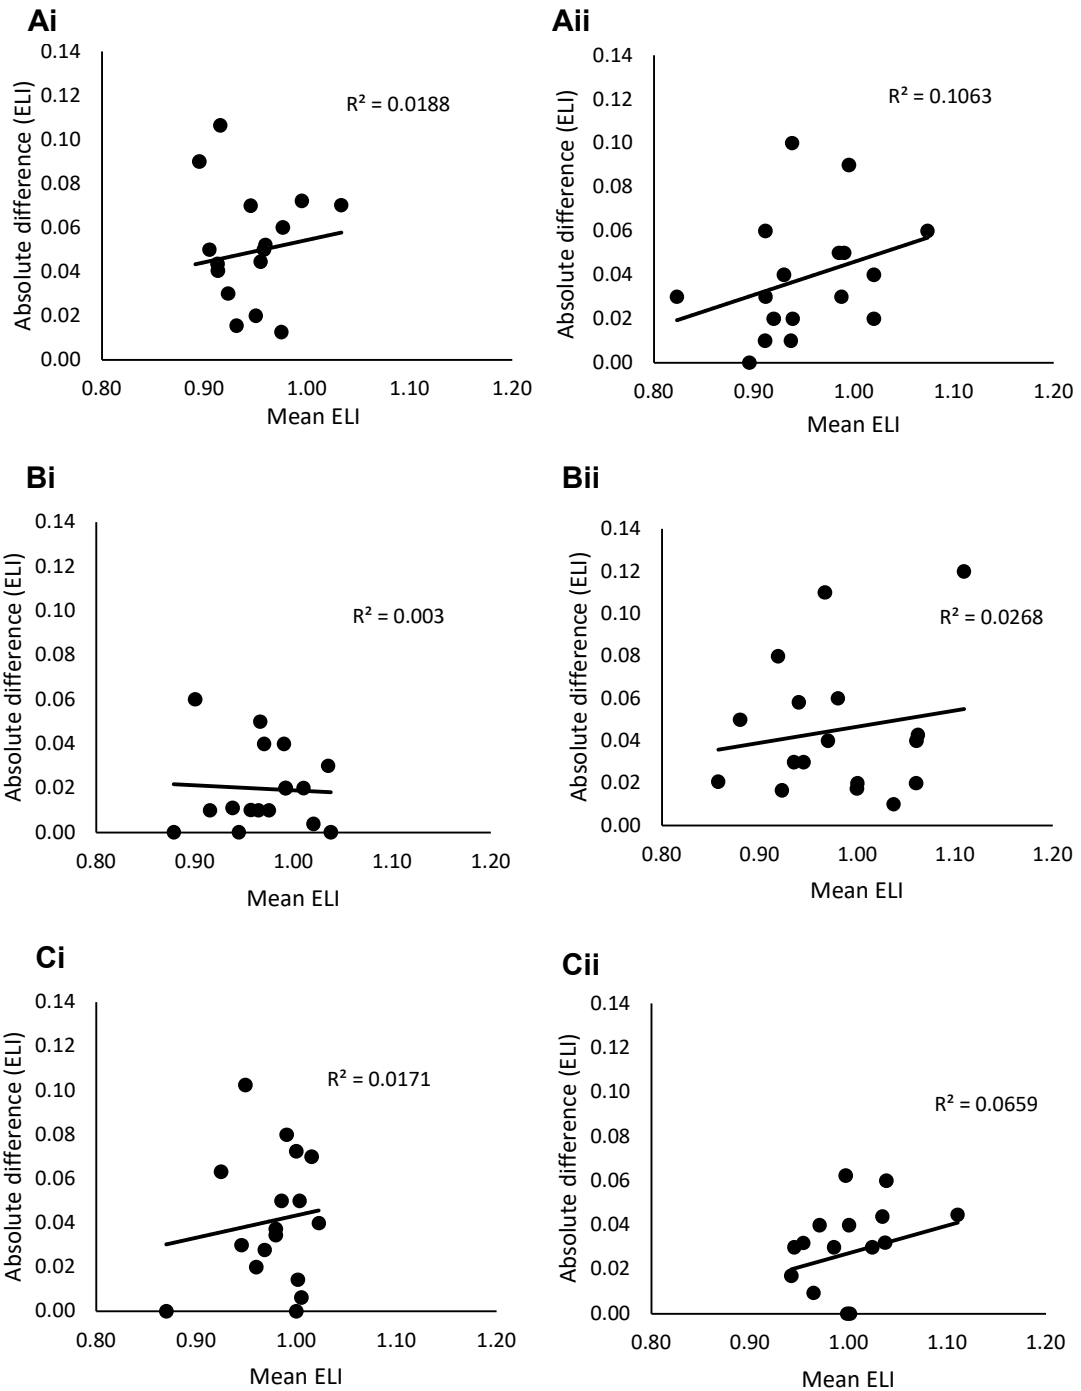 Ai
0.14
0.12
0.10
0.08
0.06
0.04
0.02
0.00
Absolute difference (ELI)
R² = 0.0188
0.80 0.90 1.00 1.10 1.20
Mean ELI
Aii
0.14
0.12
0.10
0.08
0.06
0.04
0.02
0.00
Absolute difference (ELI)
R² = 0.1063
0.80 0.90 1.00 1.10 1.20
Mean ELI
Bi
0.14
0.12
0.10
0.08
0.06
0.04
0.02
0.00
Absolute difference (ELI)
R² = 0.003
0.80 0.90 1.00 1.10 1.20
Mean ELI
Bii
0.14
0.12
0.10
0.08
0.06
0.04
0.02
0.00
Absolute difference (ELI)
R² = 0.0268
0.80 0.90 1.00 1.10 1.20
Mean ELI
Ci
0.14
0.12
0.10
0.08
0.06
0.04
0.02
0.00
Absolute difference (ELI)
R² = 0.0171
0.80 0.90 1.00 1.10 1.20
Mean ELI
Cii
0.14
0.12
0.10
0.08
0.06
0.04
0.02
0.00
Absolute difference (ELI)
R² = 0.0659
0.80 0.90 1.00 1.10 1.20
Mean ELI